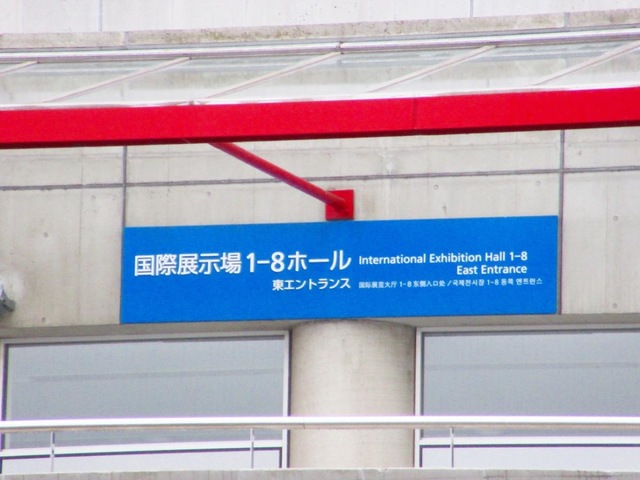 国際展示場1-8ホール
東エントランス
International Exhibition Hall 1-8
East Entrance
国际展览大厅 1-8 东侧入口处 / 국제전시장 1-8 동쪽 엔트런스